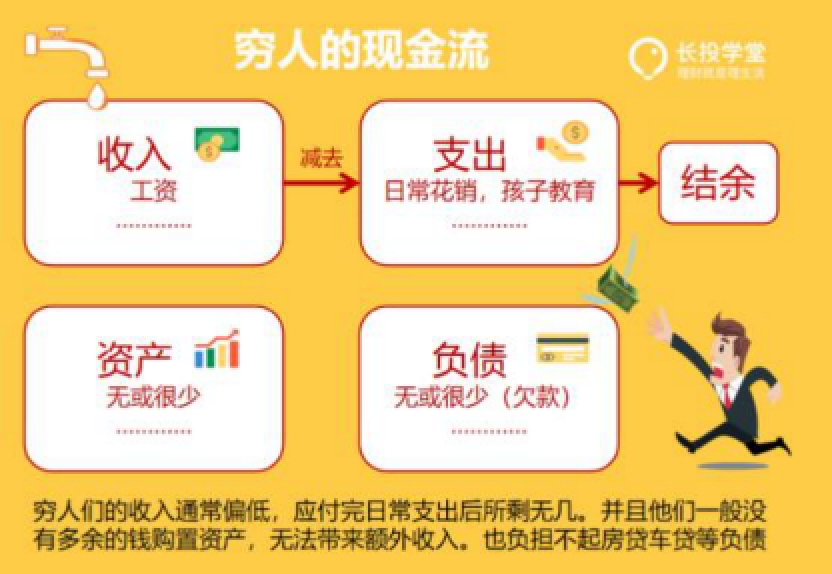 穷人的现金流
长投学堂
理财就是理生活
收入
工资
............
减去
支出
日常花销，孩子教育
............
结余
资产
无或很少
............
负债
无或很少（欠款）
............
穷人们的收入通常偏低，应付完日常支出后所剩无几。并且他们一般没
有多余的钱购置资产，无法带来额外收入。也负担不起房贷车贷等负债